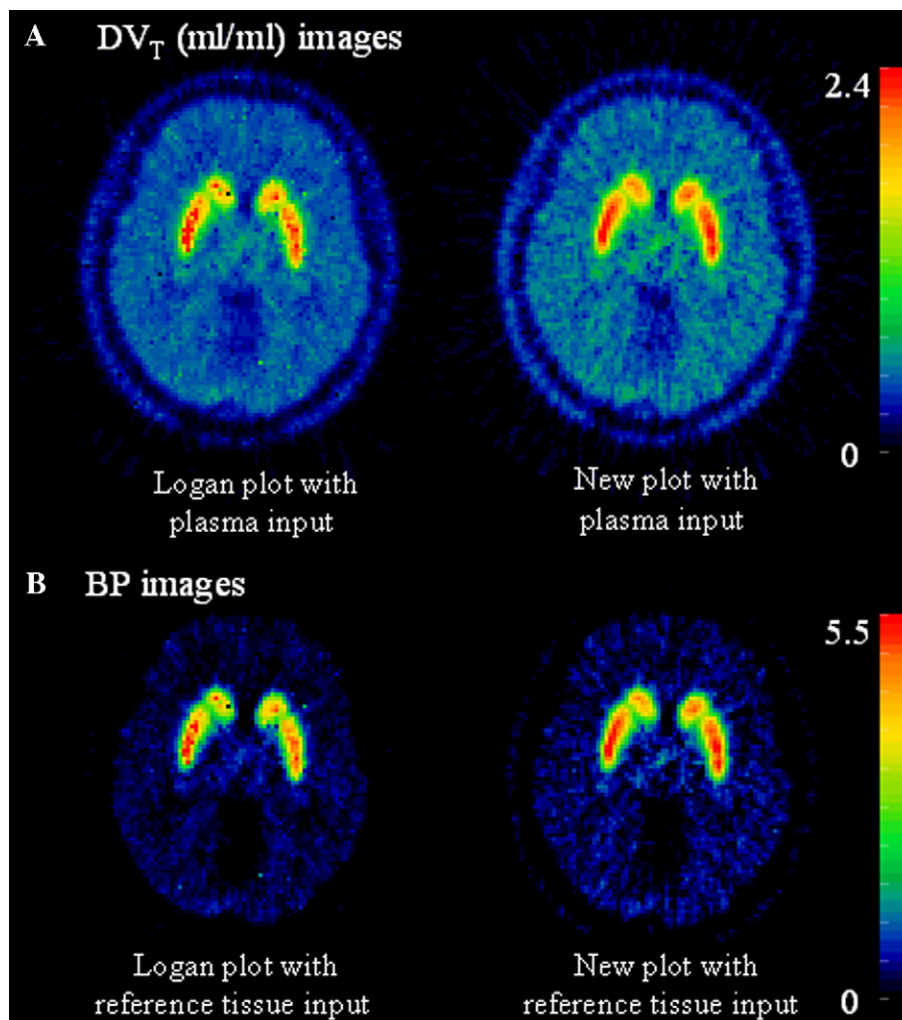 A DV_T (ml/ml) images
2.4
0
Logan plot with
plasma input
New plot with
plasma input
B BP images
5.5
0
Logan plot with
reference tissue input
New plot with
reference tissue input